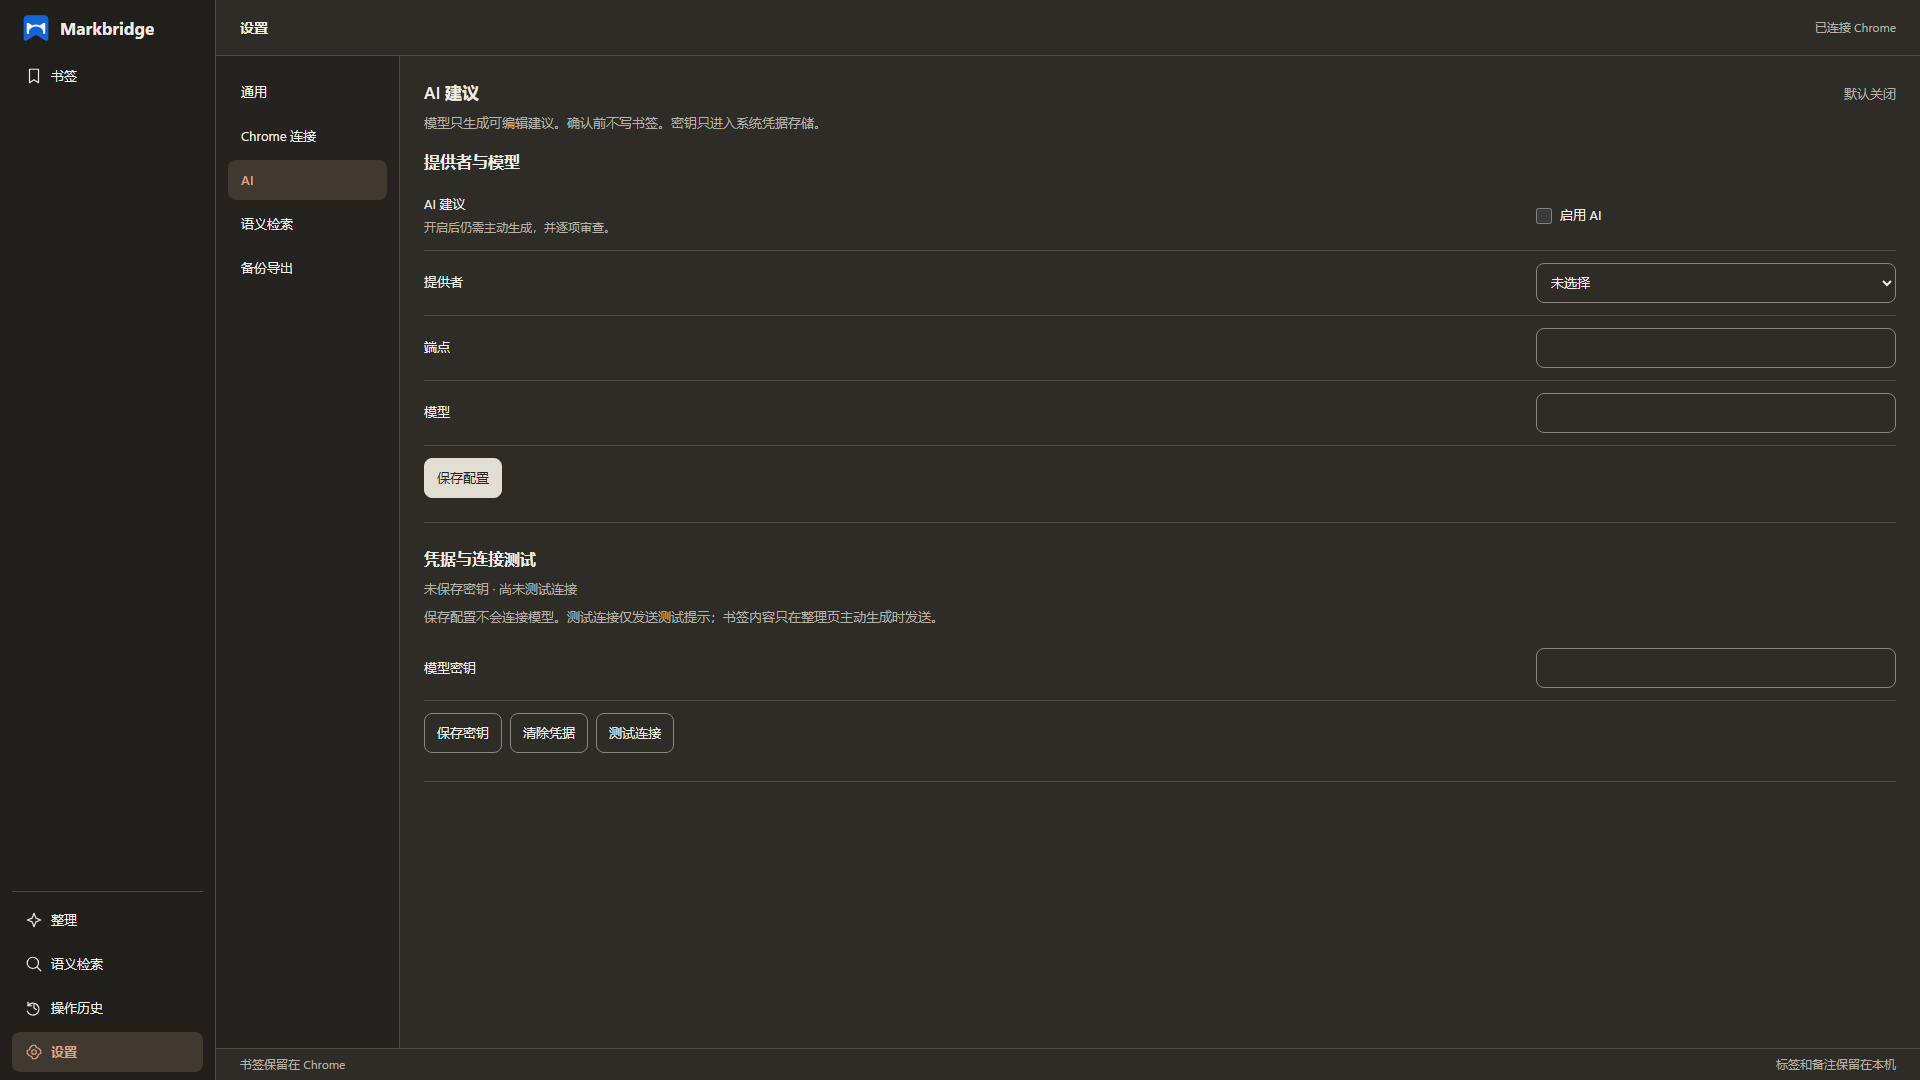 Markbridge
书签
整理
语义检索
操作历史
设置
设置
已连接 Chrome
通用
Chrome 连接
AI
语义检索
备份导出
AI 建议
默认关闭
模型只生成可编辑建议。确认前不写书签。密钥只进入系统凭据存储。
提供者与模型
AI 建议
开启后仍需主动生成，并逐项审查。
启用 AI
提供者
未选择
端点
模型
保存配置
凭据与连接测试
未保存密钥 · 尚未测试连接
保存配置不会连接模型。测试连接仅发送测试提示；书签内容只在整理页主动生成时发送。
模型密钥
保存密钥
清除凭据
测试连接
书签保留在 Chrome
标签和备注保留在本机